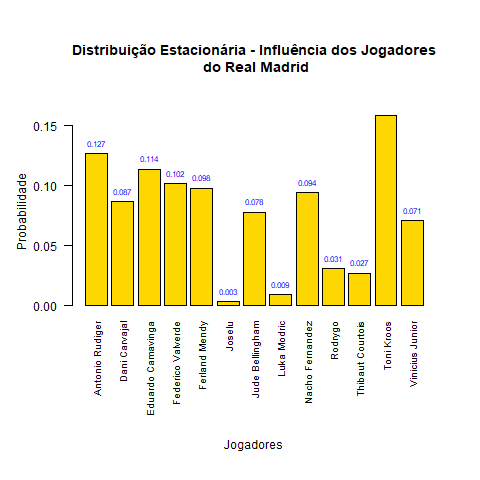 Distribuição Estacionária - Influência dos Jogadores
do Real Madrid
Probabilidade
0.15
0.10
0.05
0.00
0.127
0.087
0.114
0.102
0.098
0.003
0.078
0.009
0.094
0.031
0.027
0.071
Antonio Rudiger
Dani Carvajal
Eduardo Camavinga
Federico Valverde
Ferland Mendy
Joselu
Jude Bellingham
Luka Modric
Nacho Fernandez
Rodrygo
Thibaut Courtois
Toni Kroos
Vinicius Junior
Jogadores